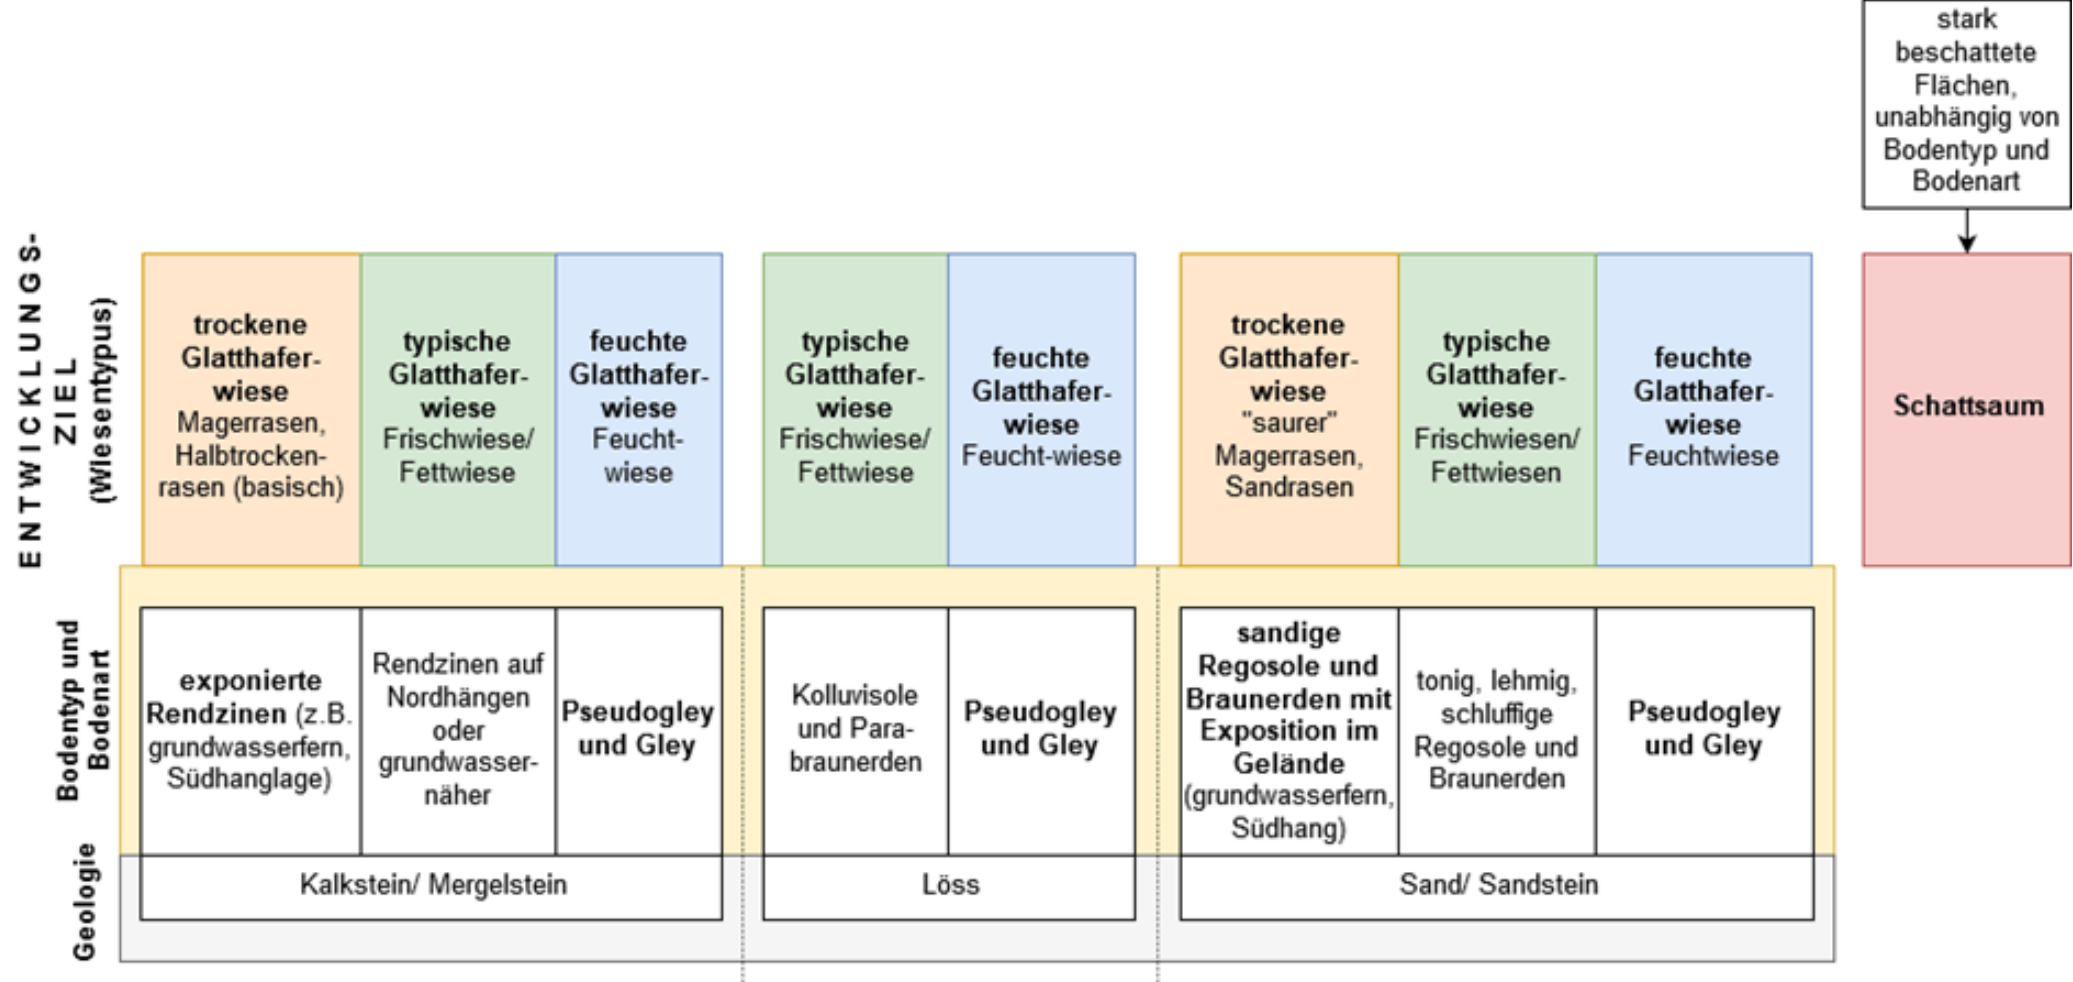 stark
beschattete
Flächen,
unabhängig von
Bodentyp und
Bodenart
ENTWICKLUNGS-
ZIEL
(Wiesentypus)
trockene
Glatthafer-
wiese
Magerrasen,
Halbtrocken-
rasen (basisch)
typische
Glatthafer-
wiese
Frischwiese/
Fettwiese
feuchte
Glatthafer-
wiese
Feucht-
wiese
typische
Glatthafer-
wiese
Frischwiese/
Fettwiese
feuchte
Glatthafer-
wiese
Feucht-wiese
trockene
Glatthafer-
wiese
"saurer"
Magerrasen,
Sandrasen
typische
Glatthafer-
wiese
Frischwiesen/
Fettwiesen
feuchte
Glatthafer-
wiese
Feuchtwiese
Schattsaum
Bodentyp und
Bodenart
exponierte
Rendzinen (z.B.
grundwasserfern,
Südhanglage)
Rendzinen auf
Nordhängen
oder
grundwasser-
näher
Pseudogley
und Gley
Kolluvisole
und Para-
braunerden
Pseudogley
und Gley
sandige
Regosole und
Braunerden mit
Exposition im
Gelände
(grundwasserfern,
Südhang)
tonig, lehmig,
schluffige
Regosole und
Braunerden
Pseudogley
und Gley
Geologie
Kalkstein/ Mergelstein
Löss
Sand/ Sandstein